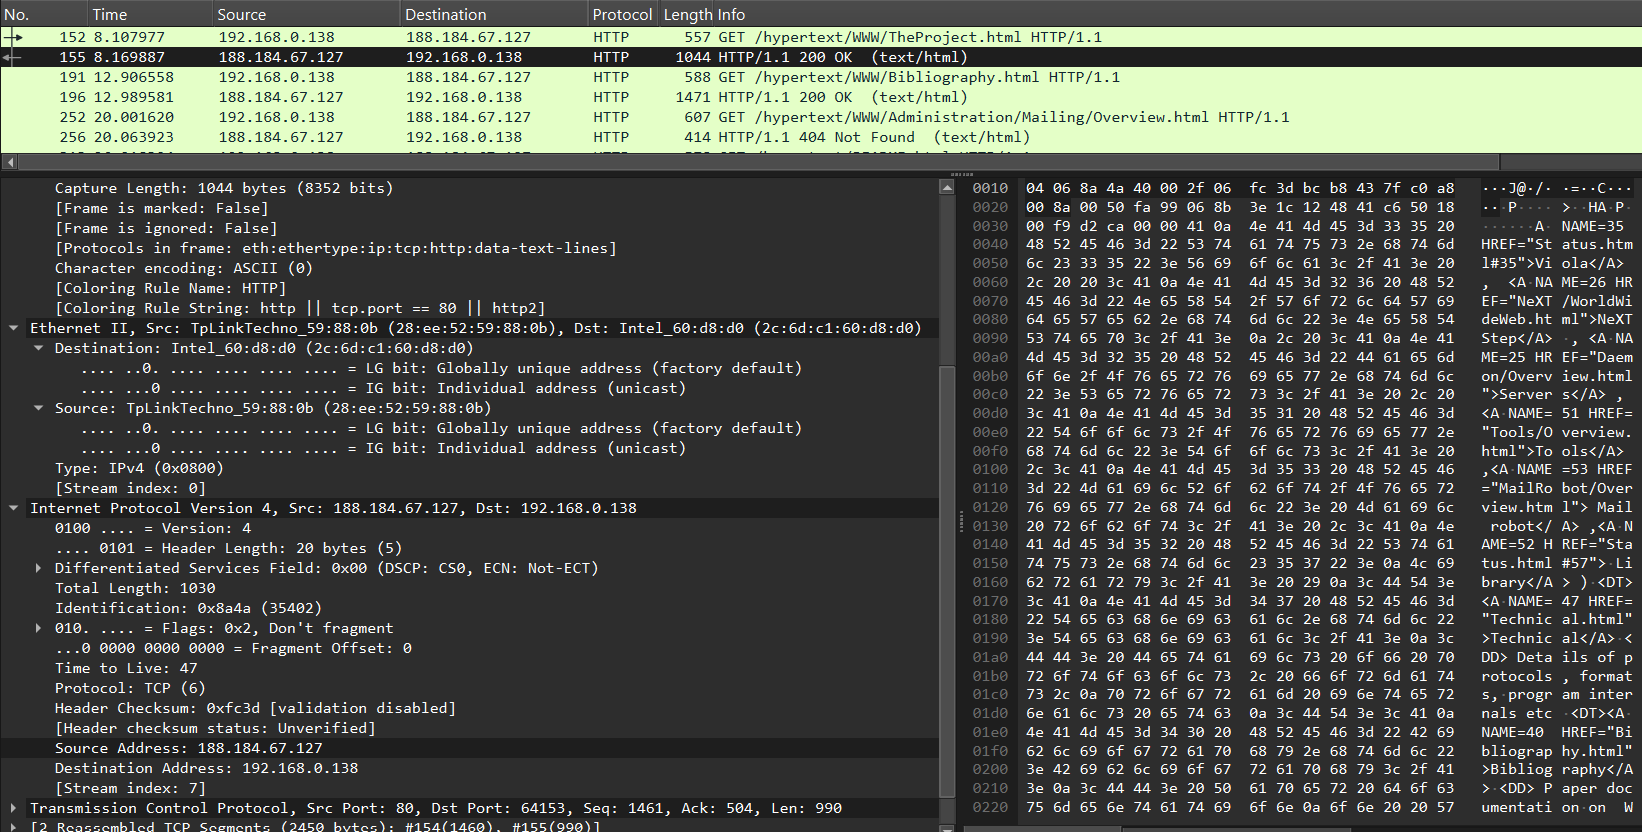 No. Time Source Destination Protocol Length Info
152 8.107977 192.168.0.138 188.184.67.127 HTTP 557 GET /hypertext/WWW/TheProject.html HTTP/1.1
155 8.169887 188.184.67.127 192.168.0.138 HTTP 1044 HTTP/1.1 200 OK  (text/html)
191 12.906558 192.168.0.138 188.184.67.127 HTTP 588 GET /hypertext/WWW/Bibliography.html HTTP/1.1
196 12.989581 188.184.67.127 192.168.0.138 HTTP 1471 HTTP/1.1 200 OK  (text/html)
252 20.001620 192.168.0.138 188.184.67.127 HTTP 607 GET /hypertext/WWW/Administration/Mailing/Overview.html HTTP/1.1
256 20.063923 188.184.67.127 192.168.0.138 HTTP 414 HTTP/1.1 404 Not Found  (text/html)
Capture Length: 1044 bytes (8352 bits)
[Frame is marked: False]
[Frame is ignored: False]
[Protocols in frame: eth:ethertype:ip:tcp:http:data-text-lines]
Character encoding: ASCII (0)
[Coloring Rule Name: HTTP]
[Coloring Rule String: http || tcp.port == 80 || http2]
Ethernet II, Src: TpLinkTechno_59:88:0b (28:ee:52:59:88:0b), Dst: Intel_60:d8:d0 (2c:6d:c1:60:d8:d0)
Destination: Intel_60:d8:d0 (2c:6d:c1:60:d8:d0)
.... ..0. .... .... .... .... = LG bit: Globally unique address (factory default)
.... ...0 .... .... .... .... = IG bit: Individual address (unicast)
Source: TpLinkTechno_59:88:0b (28:ee:52:59:88:0b)
.... ..0. .... .... .... .... = LG bit: Globally unique address (factory default)
.... ...0 .... .... .... .... = IG bit: Individual address (unicast)
Type: IPv4 (0x0800)
[Stream index: 0]
Internet Protocol Version 4, Src: 188.184.67.127, Dst: 192.168.0.138
0100 .... = Version: 4
.... 0101 = Header Length: 20 bytes (5)
Differentiated Services Field: 0x00 (DSCP: CS0, ECN: Not-ECT)
Total Length: 1030
Identification: 0x8a4a (35402)
010. .... = Flags: 0x2, Don't fragment
...0 0000 0000 0000 = Fragment Offset: 0
Time to Live: 47
Protocol: TCP (6)
Header Checksum: 0xfc3d [validation disabled]
[Header checksum status: Unverified]
Source Address: 188.184.67.127
Destination Address: 192.168.0.138
[Stream index: 7]
Transmission Control Protocol, Src Port: 80, Dst Port: 64153, Seq: 1461, Ack: 504, Len: 990
[2 Reassembled TCP Segments (2450 bytes): #154(1460), #155(990)]
0010 04 06 8a 4a 40 00 2f 06 fc 3d bc b8 43 7f c0 a8 ···J@·/· ·=··C···
0020 00 8a 00 50 fa 99 06 8b 3e 1c 12 48 41 c6 50 18 ···P···· >··HA·P·
0030 00 f9 d2 ca 00 00 41 0a 4e 41 4d 45 3d 33 35 20 ······A· NAME=35
0040 48 52 45 46 3d 22 53 74 61 74 75 73 2e 68 74 6d HREF="St atus.htm
0050 6c 23 33 35 22 3e 56 69 6f 6c 61 3c 2f 41 3e 20 l#35">Vi ola</A>
0060 2c 20 20 3c 41 0a 4e 41 4d 45 3d 32 36 20 48 52 ,  <A·NA ME=26 HR
0070 45 46 3d 22 4e 65 58 54 2f 57 6f 72 6c 64 57 69 EF="NeXT /WorldWi
0080 64 65 57 65 62 2e 68 74 6d 6c 22 3e 4e 65 58 54 deWeb.ht ml">NeXT
0090 53 74 65 70 3c 2f 41 3e 0a 2c 20 3c 41 0a 4e 41 Step</A> ·, <A·NA
00a0 4d 45 3d 32 35 20 48 52 45 46 3d 22 44 61 65 6d ME=25 HR EF="Daem
00b0 6f 6e 2f 4f 76 65 72 76 69 65 77 2e 68 74 6d 6c on/Overv iew.html
00c0 22 3e 53 65 72 76 65 72 73 3c 2f 41 3e 20 2c 20 ">Server s</A> ,
00d0 3c 41 0a 4e 41 4d 45 3d 35 31 20 48 52 45 46 3d <A·NAME= 51 HREF=
00e0 22 54 6f 6f 6c 73 2f 4f 76 65 72 76 69 65 77 2e "Tools/O verview.
00f0 68 74 6d 6c 22 3e 54 6f 6f 6c 73 3c 2f 41 3e 20 html">To ols</A>
0100 2c 3c 41 0a 4e 41 4d 45 3d 35 33 20 48 52 45 46 ,<A·NAME =53 HREF
0110 3d 22 4d 61 69 6c 52 6f 62 6f 74 2f 4f 76 65 72 ="MailRo bot/Over
0120 76 69 65 77 2e 68 74 6d 6c 22 3e 20 4d 61 69 6c view.htm l"> Mail
0130 20 72 6f 62 6f 74 3c 2f 41 3e 20 2c 3c 41 0a 4e robot</ A> ,<A·N
0140 41 4d 45 3d 35 32 20 48 52 45 46 3d 22 53 74 61 AME=52 H REF="Sta
0150 74 75 73 2e 68 74 6d 6c 23 35 37 22 3e 0a 4c 69 tus.html #57">·Li
0160 62 72 61 72 79 3c 2f 41 3e 20 29 0a 3c 44 54 3e brary</A > )·<DT>
0170 3c 41 0a 4e 41 4d 45 3d 34 37 20 48 52 45 46 3d <A·NAME= 47 HREF=
0180 22 54 65 63 68 6e 69 63 61 6c 2e 68 74 6d 6c 22 "Technic al.html"
0190 3e 54 65 63 68 6e 69 63 61 6c 3c 2f 41 3e 0a 3c >Technic al</A>·<
01a0 44 44 3e 20 44 65 74 61 69 6c 73 20 6f 66 20 70 DD> Deta ils of p
01b0 72 6f 74 6f 63 6f 6c 73 2c 20 66 6f 72 6d 61 74 rotocols , format
01c0 73 2c 0a 70 72 6f 67 72 61 6d 20 69 6e 74 65 72 s,·progr am inter
01d0 6e 61 6c 73 20 65 74 63 0a 3c 44 54 3e 3c 41 0a nals etc ·<DT><A·
01e0 4e 41 4d 45 3d 34 30 20 48 52 45 46 3d 22 42 69 NAME=40 HREF="Bi
01f0 62 6c 69 6f 67 72 61 70 68 79 2e 68 74 6d 6c 22 bliograp hy.html"
0200 3e 42 69 62 6c 69 6f 67 72 61 70 68 79 3c 2f 41 >Bibliog raphy</A
0210 3e 0a 3c 44 44 3e 20 50 61 70 65 72 20 64 6f 63 >·<DD> P aper doc
0220 75 6d 65 6e 74 61 74 69 6f 6e 0a 6f 6e 20 20 57 umentati on·on  W